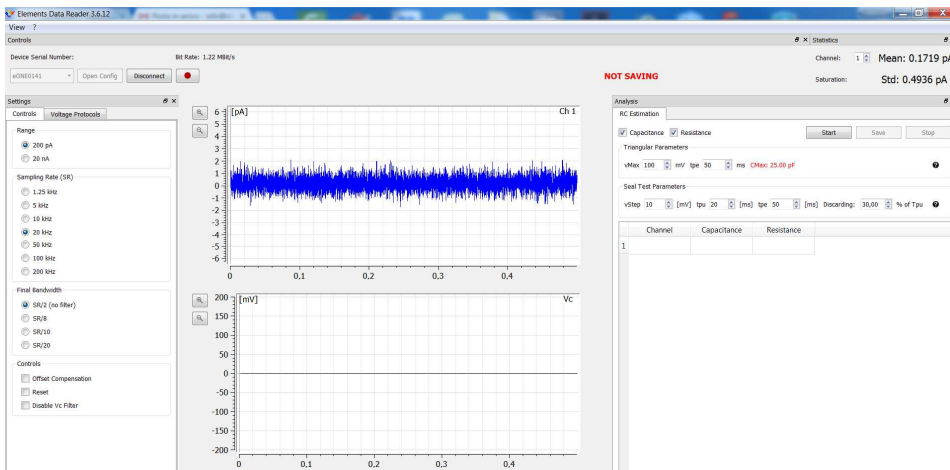 Elements Data Reader 3.6.12
View ?
Controls
Statistics
Device Serial Number:
Bit Rate: 1.22 MBit/s
Channel: 1 Mean: 0.1719 pA
eONE0141 Open Config Disconnect
NOT SAVING
Saturation: Std: 0.4936 pA
Settings
Controls Voltage Protocols
Range
200 pA
20 nA
Sampling Rate (SR)
1.25 kHz
5 kHz
10 kHz
20 kHz
50 kHz
100 kHz
200 kHz
Final Bandwidth
SR/2 (no filter)
SR/8
SR/10
SR/20
Controls
Offset Compensation
Reset
Disable Vc Filter
[pA] Ch 1
6
5
4
3
2
1
0
-1
-2
-3
-4
-5
-6
0 0,1 0,2 0,3 0,4
[mV] Vc
200
150
100
50
0
-50
-100
-150
-200
0 0,1 0,2 0,3 0,4
Analysis
RC Estimation
Capacitance Resistance Start Save Stop
Triangular Parameters
vMax 100 mV tpe 50 ms CMax: 25.00 pF
Seal Test Parameters
vStep 10 [mV] tpu 20 [ms] tpe 50 [ms] Discarding: 30,00 % of Tpu
Channel Capacitance Resistance
1